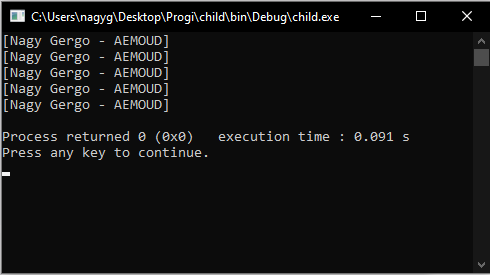 C:\Users\nagyg\Desktop\Progi\child\bin\Debug\child.exe
[Nagy Gergo - AEMOUD]
[Nagy Gergo - AEMOUD]
[Nagy Gergo - AEMOUD]
[Nagy Gergo - AEMOUD]
[Nagy Gergo - AEMOUD]
Process returned 0 (0x0)   execution time : 0.091 s
Press any key to continue.